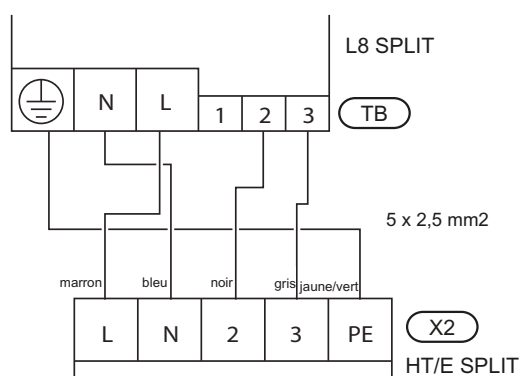 L8 SPLIT
N L 1 2 3 TB
5 x 2,5 mm2
marron bleu noir gris jaune/vert
L N 2 3 PE X2
HT/E SPLIT